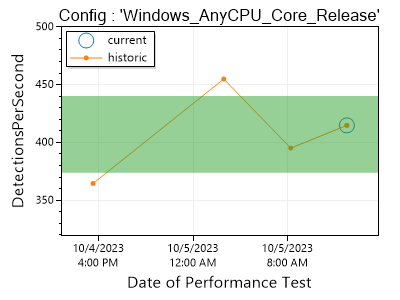 Config : 'Windows_AnyCPU_Core_Release'
500
current
historic
450
400
350
DetectionsPerSecond
10/4/2023
4:00 PM
10/5/2023
12:00 AM
10/5/2023
8:00 AM
Date of Performance Test